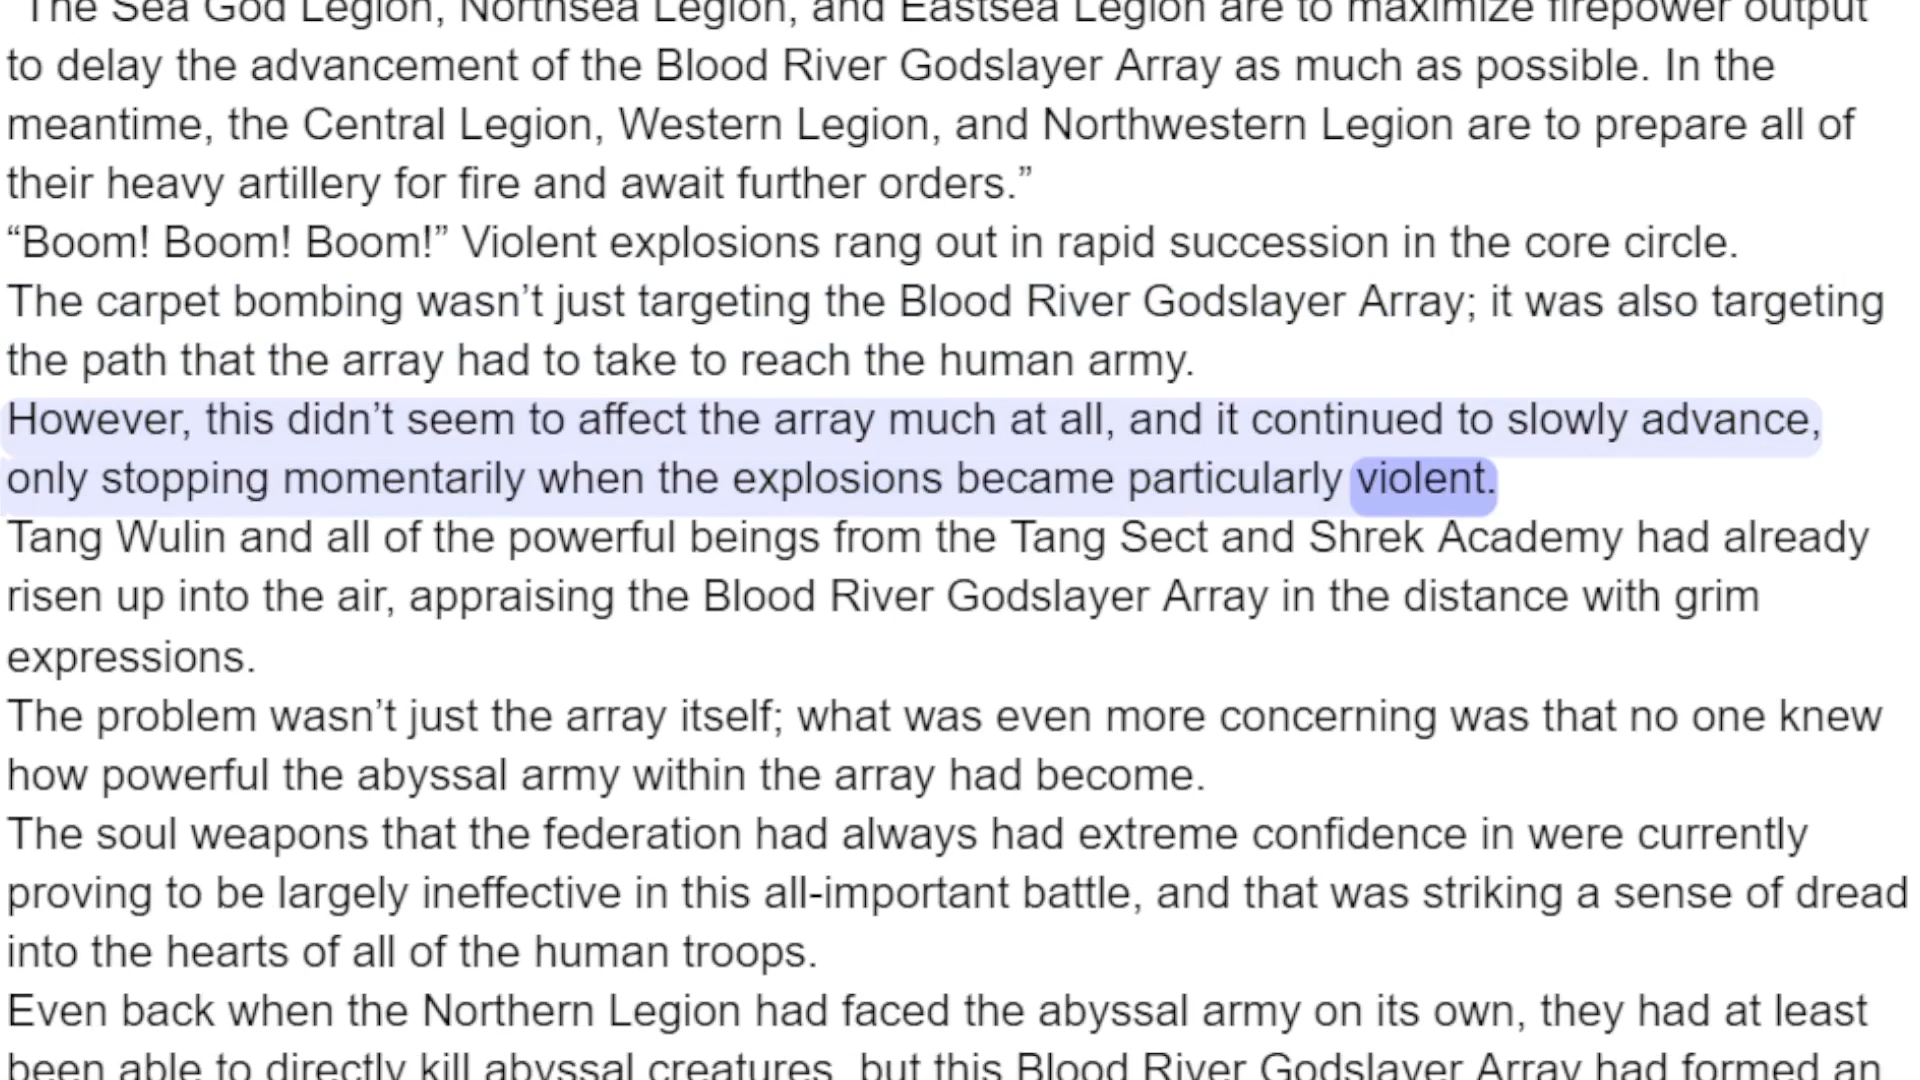 “The Sea God Legion, Northsea Legion, and Eastsea Legion are to maximize firepower output
to delay the advancement of the Blood River Godslayer Array as much as possible. In the
meantime, the Central Legion, Western Legion, and Northwestern Legion are to prepare all of
their heavy artillery for fire and await further orders.”
“Boom! Boom! Boom!” Violent explosions rang out in rapid succession in the core circle.
The carpet bombing wasn’t just targeting the Blood River Godslayer Array; it was also targeting
the path that the array had to take to reach the human army.
However, this didn’t seem to affect the array much at all, and it continued to slowly advance,
only stopping momentarily when the explosions became particularly violent.
Tang Wulin and all of the powerful beings from the Tang Sect and Shrek Academy had already
risen up into the air, appraising the Blood River Godslayer Array in the distance with grim
expressions.
The problem wasn’t just the array itself; what was even more concerning was that no one knew
how powerful the abyssal army within the array had become.
The soul weapons that the federation had always had extreme confidence in were currently
proving to be largely ineffective in this all-important battle, and that was striking a sense of dread
into the hearts of all of the human troops.
Even back when the Northern Legion had faced the abyssal army on its own, they had at least
been able to directly kill abyssal creatures, but this Blood River Godslayer Array had formed an